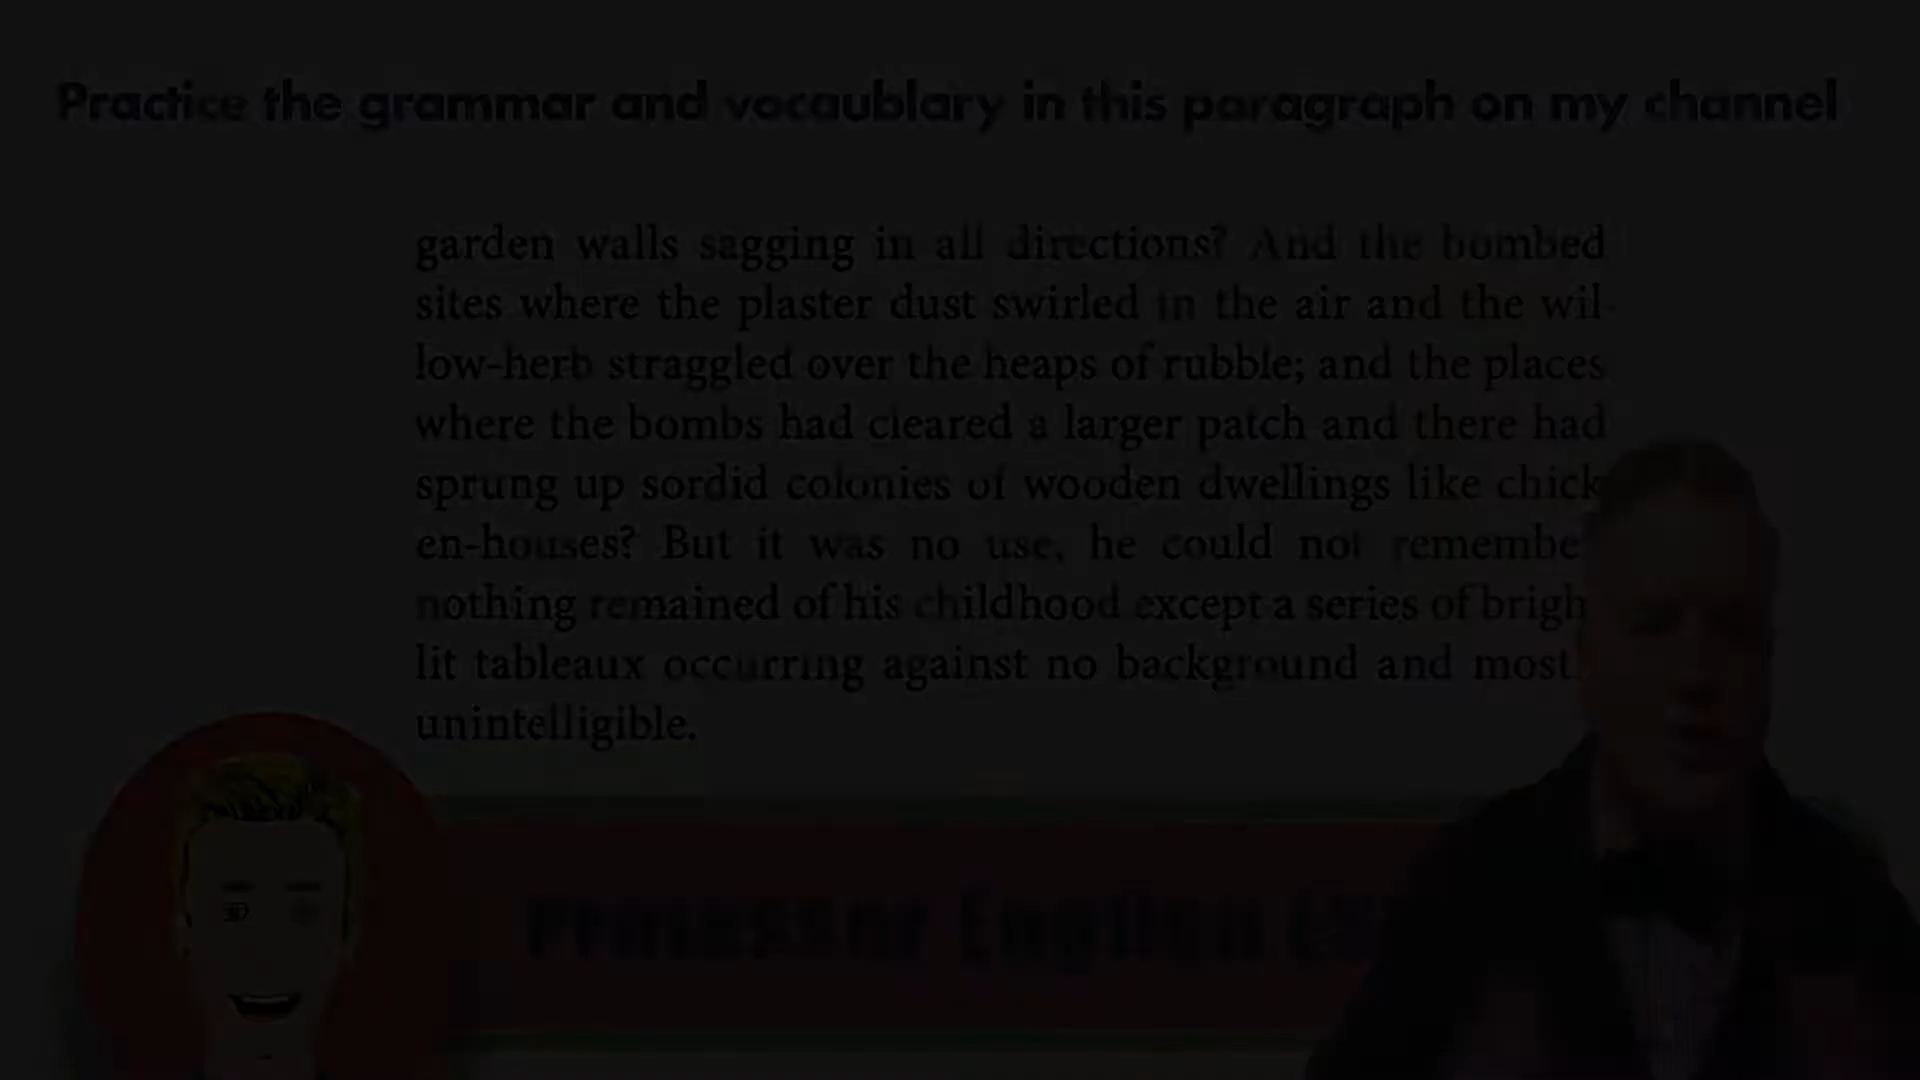 Practice the grammar and vocaublary in this paragraph on my channel
garden walls sagging in all directions? And the bombed
sites where the plaster dust swirled in the air and the wil-
low-herb straggled over the heaps of rubble; and the places
where the bombs had cleared a larger patch and there had
sprung up sordid colonies of wooden dwellings like chick
en-houses? But it was no use, he could not remembe
nothing remained of his childhood except a series of brigh
lit tableaux occurring against no background and most
unintelligible.
Professor English